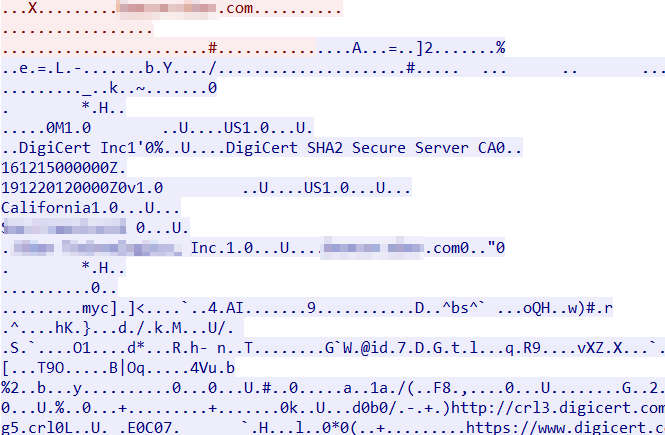 ...X......... .com..........
.................
.......................#...........  ....A...=..]2.......%
..e.=.L.-.......b.Y..../.....................#.....  ...      ..       ...
........._..k..~.......0
.        *.H..
.....0M1.0        ..U....US1.0...U.
..DigiCert Inc1'0%..U....DigiCert SHA2 Secure Server CA0..
161215000000Z.
191220120000Z0v1.0         ..U....US1.0...U...
California1.0...U...
S 0...U.
. Inc.1.0...U.... .com0.."0
.        *.H..
..........0..
.........myc].]<....`..4.AI.......9...........D..^bs^` ...oQH..w)#.r
.^....hK.}...d./.k.M...U/.
.S.`....O1....d*...R.h- n..T........G`W.@id.7.D.G.t.l...q.R9....vXZ.X...`.
[...T9O.....B|Oq.....4Vu.b
%2..b...y.........0...0...U.#..0.....a..1a./(..F8.,....0...U.......G..2.
0...U.%..0...+.........+.......0k..U...d0b0/.-.+.)http://crl3.digicert.com
g5.crl0L..U. .E0C07.        `.H...l..0*0(..+.........https://www.digicert.c